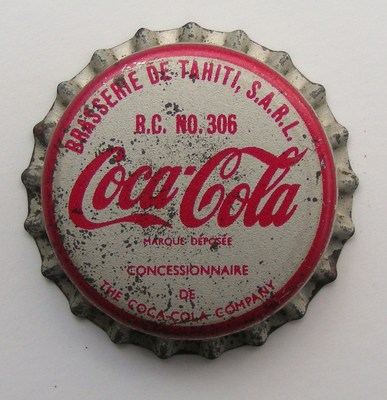 BRASSERIE DE TAHITI, S.A.R.L.
R.C. NO. 306
Coca-Cola
MARQUE DÉPOSÉE
CONCESSIONNAIRE
DE
THE COCA-COLA COMPANY